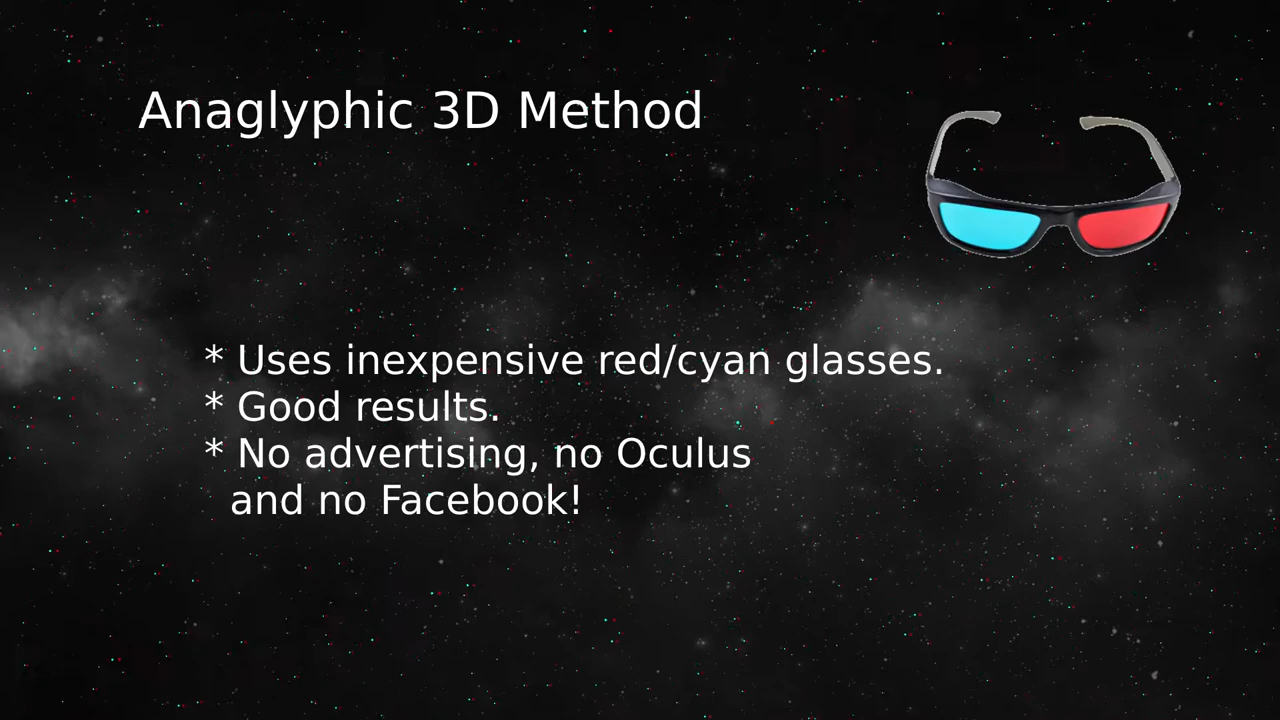 Anaglyphic 3D Method
* Uses inexpensive red/cyan glasses.
* Good results.
* No advertising, no Oculus
and no Facebook!